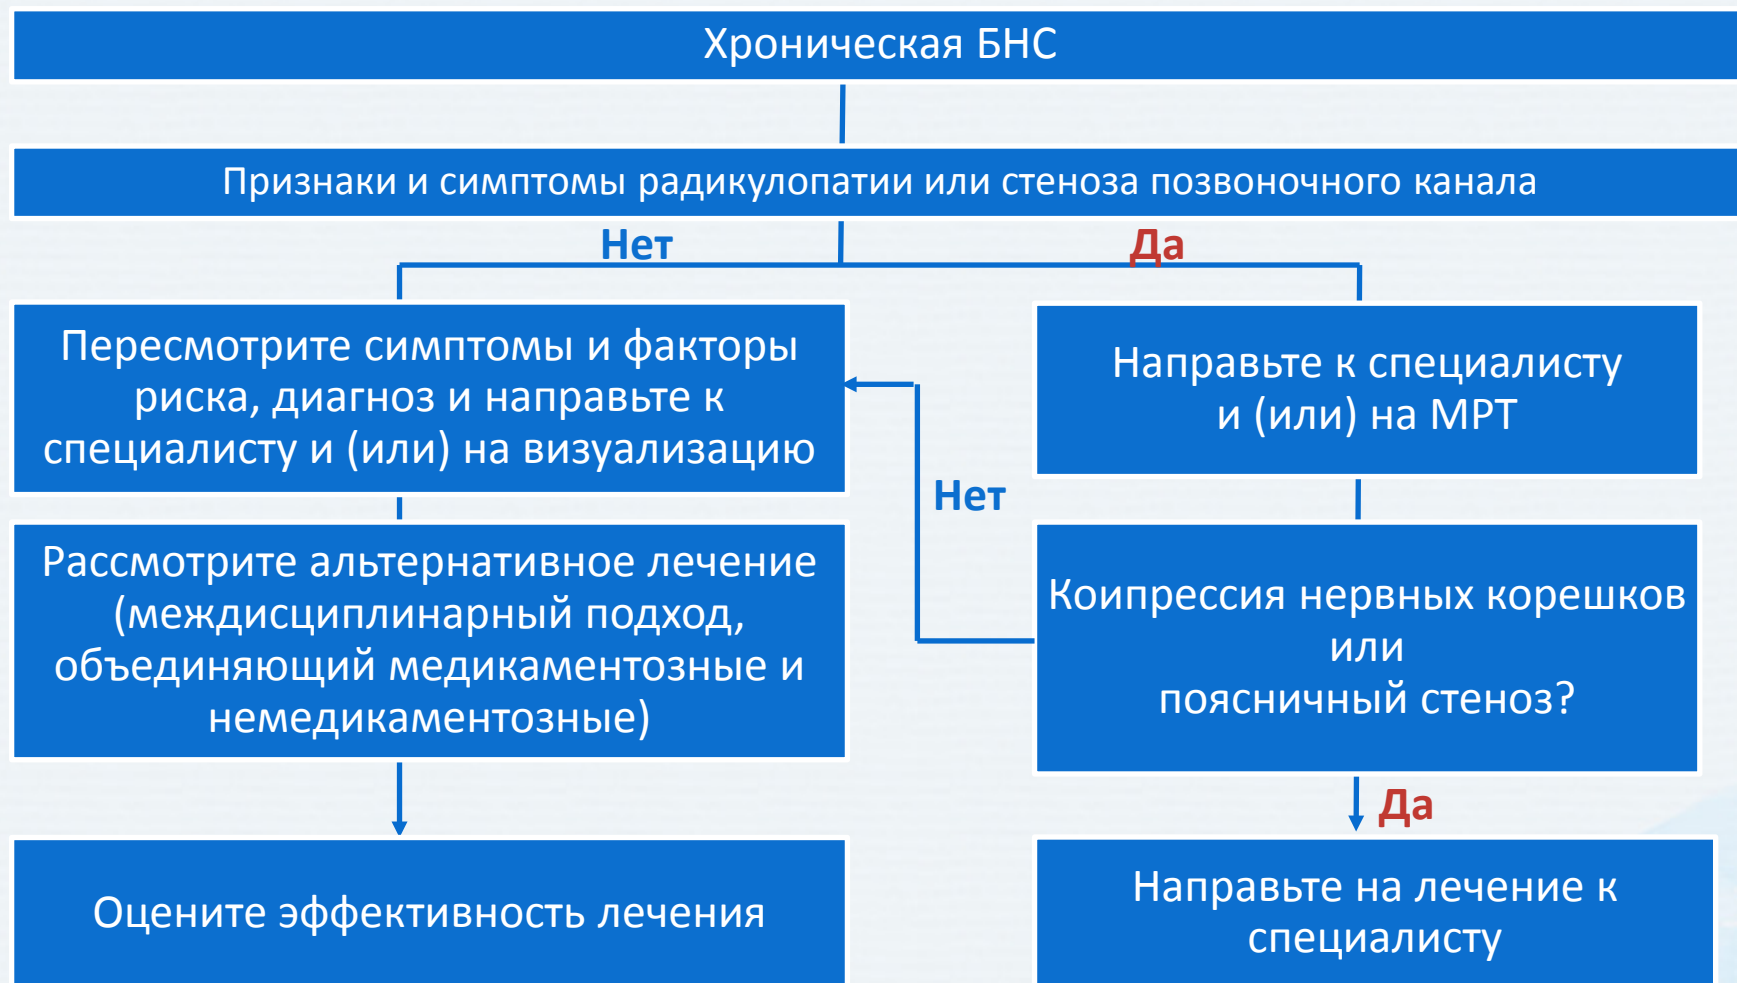 Хроническая БНС
Признаки и симптомы радикулопатии или стеноза позвоночного канала
Нет
Да
Пересмотрите симптомы и факторы
риска, диагноз и направьте к
специалисту и (или) на визуализацию
Направьте к специалисту
и (или) на МРТ
Нет
Рассмотрите альтернативное лечение
(междисциплинарный подход,
объединяющий медикаментозные и
немедикаментозные)
Коипрессия нервных корешков
или
поясничный стеноз?
Да
Оцените эффективность лечения
Направьте на лечение к
специалисту